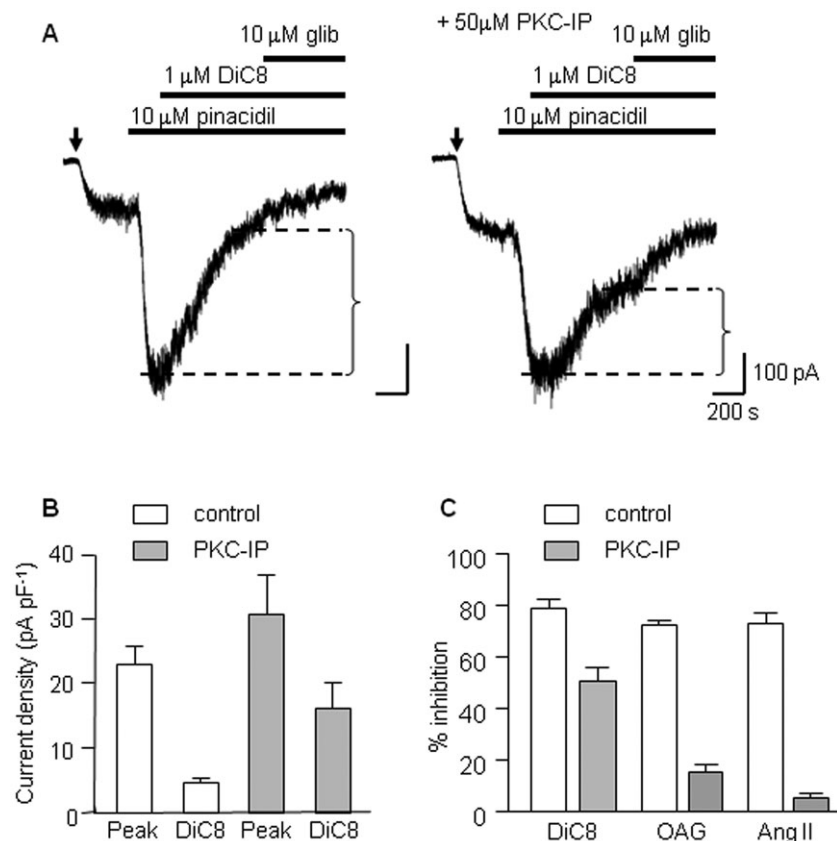 A
+ 50µM PKC-IP
10 µM glib
10 µM glib
1 µM DiC8
1 µM DiC8
10 µM pinacidil
10 µM pinacidil
100 pA
200 s
B
control
PKC-IP
Current density (pA pF-1)
40
30
20
10
0
Peak DiC8 Peak DiC8
C
control
PKC-IP
% inhibition
100
80
60
40
20
0
DiC8 OAG Ang II